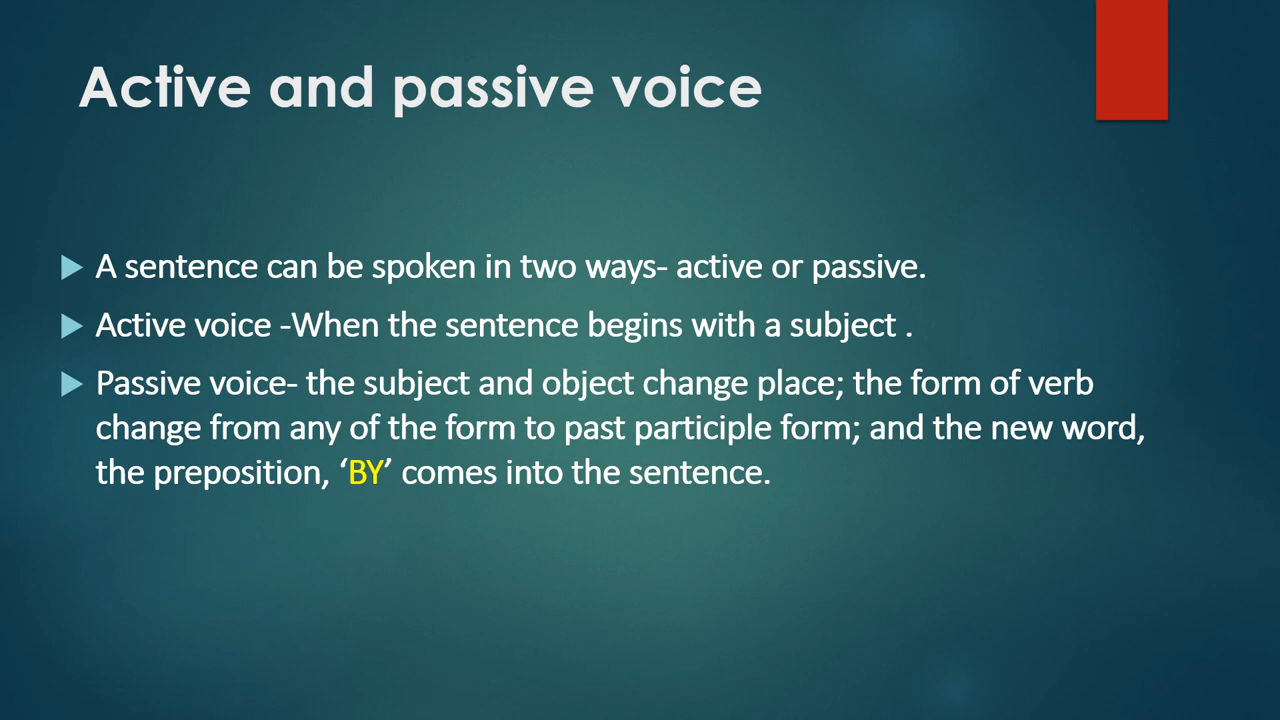 Active and passive voice
A sentence can be spoken in two ways- active or passive.
Active voice -When the sentence begins with a subject .
Passive voice- the subject and object change place; the form of verb
change from any of the form to past participle form; and the new word,
the preposition, ‘BY’ comes into the sentence.